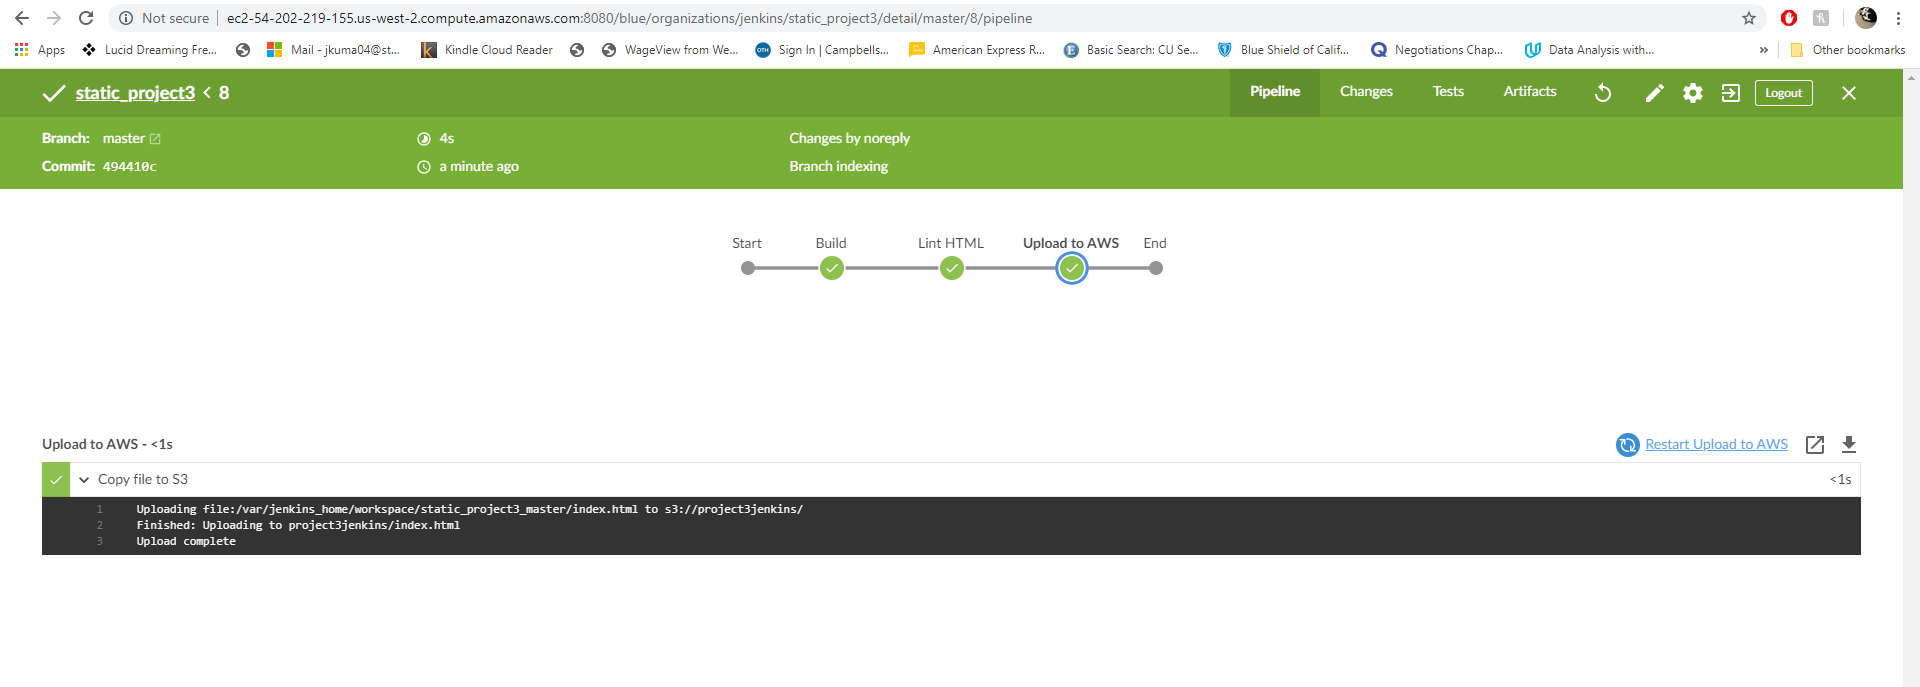 Not secure | ec2-54-202-219-155.us-west-2.compute.amazonaws.com:8080/blue/organizations/jenkins/static_project3/detail/master/8/pipeline
Apps Lucid Dreaming Fre... Mail - jkuma04@st... Kindle Cloud Reader WageView from We... Sign In | Campbells... American Express R... Basic Search: CU Se... Blue Shield of Calif... Negotiations Chap... Data Analysis with... » Other bookmarks
static_project3 < 8 Pipeline Changes Tests Artifacts Logout
Branch: master 4s Changes by noreply
Commit: 494410c a minute ago Branch indexing
Start Build Lint HTML Upload to AWS End
Upload to AWS - <1s Restart Upload to AWS
Copy file to S3 <1s
1 Uploading file:/var/jenkins_home/workspace/static_project3_master/index.html to s3://project3jenkins/
2 Finished: Uploading to project3jenkins/index.html
3 Upload complete